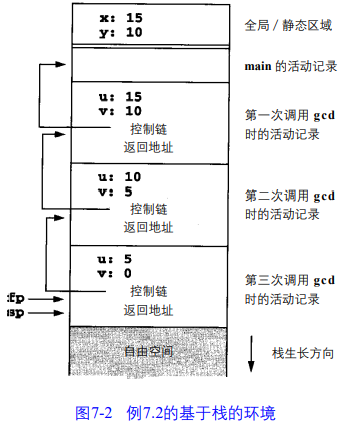 x: 15
y: 10
全局/静态区域
main 的活动记录
u: 15
v: 10
控制链
返回地址
第一次调用 gcd
时的活动记录
u: 10
v: 5
控制链
返回地址
第二次调用 gcd
时的活动记录
u: 5
v: 0
控制链
返回地址
第三次调用 gcd
时的活动记录
fp
sp
自由空间
栈生长方向
图7-2 例7.2的基于栈的环境